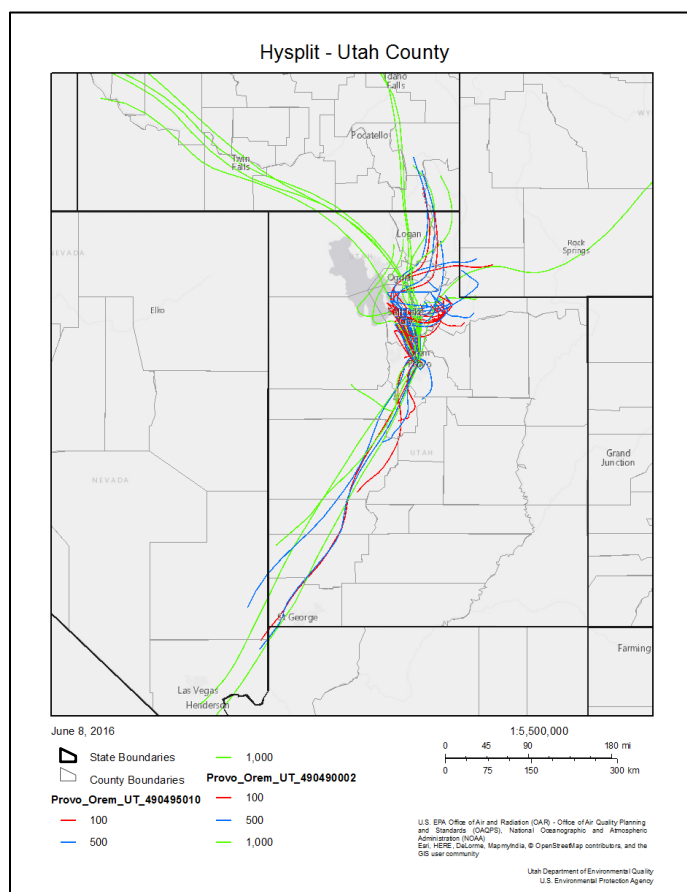 Hysplit - Utah County
Idaho
Falls
Pocatello
Twin
Falls
Logan
Rock
Springs
NEVADA
Elko
UTAH
Grand
Junction
NEVADA
St George
Farming
Las Vegas
Henderson
June 8, 2016
1:5,500,000
0 45 90 180 mi
0 75 150 300 km
State Boundaries
County Boundaries
Provo_Orem_UT_490495010
100
500
1,000
Provo_Orem_UT_490490002
100
500
1,000
U.S. EPA Office of Air and Radiation (OAR) - Office of Air Quality Planning
and Standards (OAQPS), National Oceanographic and Atmospheric
Administration (NOAA)
Esri, HERE, DeLorme, MapmyIndia, © OpenStreetMap contributors, and the
GIS user community
Utah Department of Environmental Quality
U.S. Environmental Protection Agency